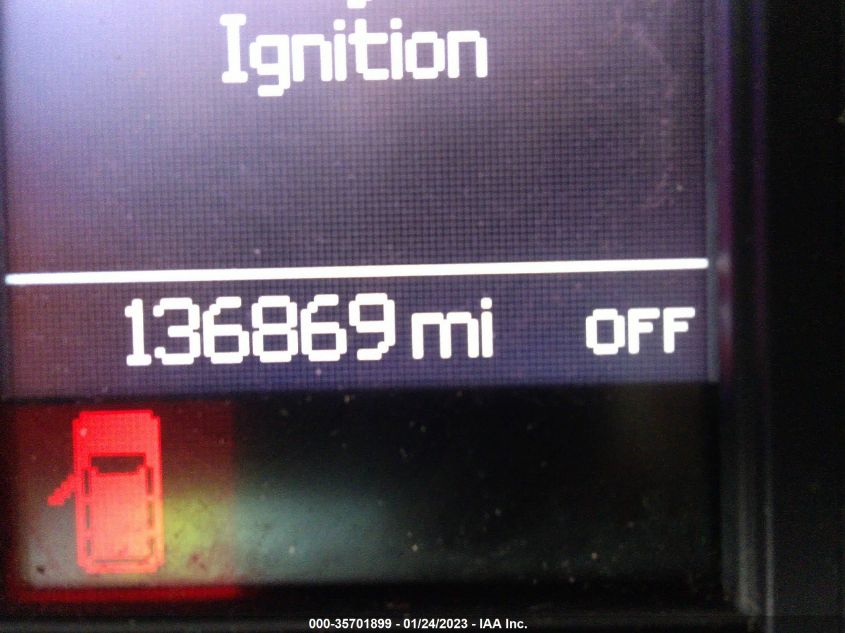 Ignition
136869 mi OFF
000-35701899 - 01/24/2023 - IAA Inc.